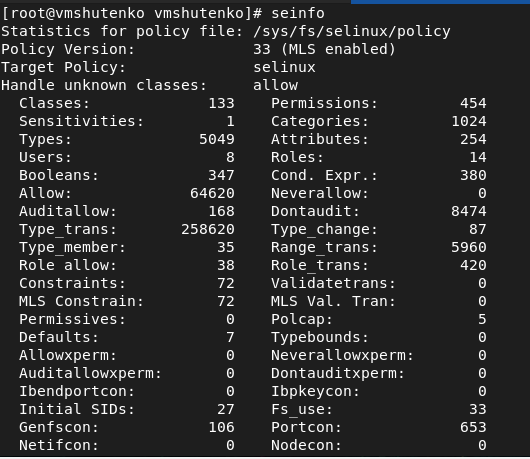 [root@vmshutenko vmshutenko]# seinfo
Statistics for policy file: /sys/fs/selinux/policy
Policy Version:             33 (MLS enabled)
Target Policy:              selinux
Handle unknown classes:     allow
  Classes:             133    Permissions:         454
  Sensitivities:         1    Categories:         1024
  Types:              5049    Attributes:          254
  Users:                 8    Roles:                14
  Booleans:            347    Cond. Expr.:         380
  Allow:             64620    Neverallow:            0
  Auditallow:          168    Dontaudit:          8474
  Type_trans:       258620    Type_change:          87
  Type_member:          35    Range_trans:        5960
  Role allow:           38    Role_trans:          420
  Constraints:          72    Validatetrans:         0
  MLS Constrain:        72    MLS Val. Tran:         0
  Permissives:           0    Polcap:                5
  Defaults:              7    Typebounds:            0
  Allowxperm:            0    Neverallowxperm:       0
  Auditallowxperm:       0    Dontauditxperm:        0
  Ibendportcon:          0    Ibpkeycon:             0
  Initial SIDs:         27    Fs_use:               33
  Genfscon:            106    Portcon:             653
  Netifcon:              0    Nodecon:               0